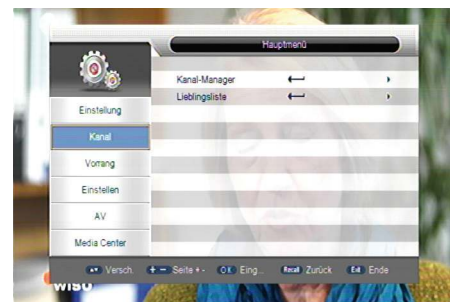 Hauptmenü
Kanal-Manager
Lieblingsliste
Einstellung
Kanal
Vorrang
Einstellen
AV
Media Center
Versch. + - Seite + - OK Eing... Recall Zurück Exit Ende
WISO